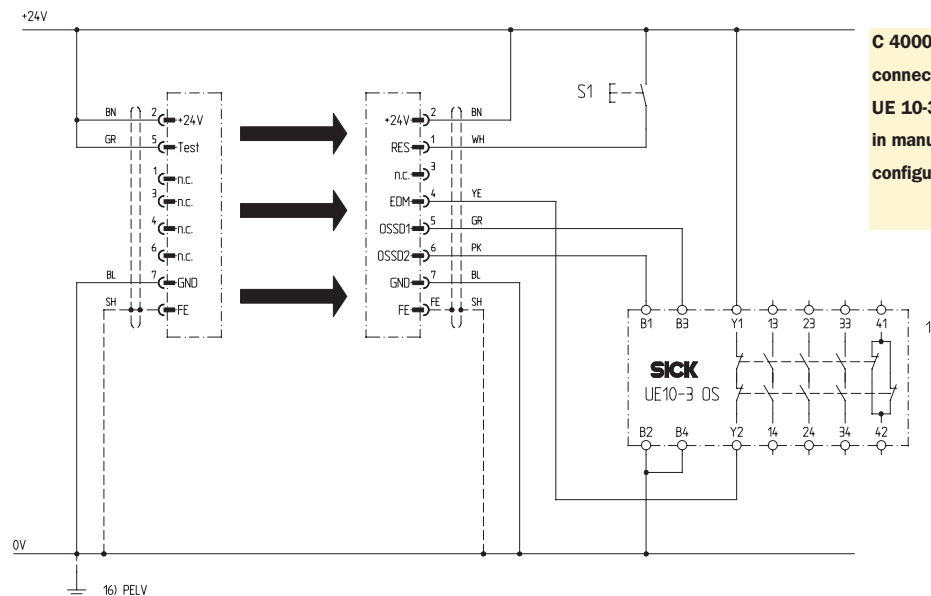 +24V
C 4000
connec
UE 10-3
in manu
configu
S1
BN 2 +24V
GR 5 Test
1 n.c.
3 n.c.
4 n.c.
6 n.c.
BL 7 GND
SH FE
+24V 2 BN
RES 1 WH
n.c. 3
EDM 4 YE
OSSD1 5 GR
OSSD2 6 PK
GND 7 BL
FE FE SH
B1 B3 Y1 13 23 33 41
1
SICK
UE10-3 OS
B2 B4 Y2 14 24 34 42
0V
16) PELV